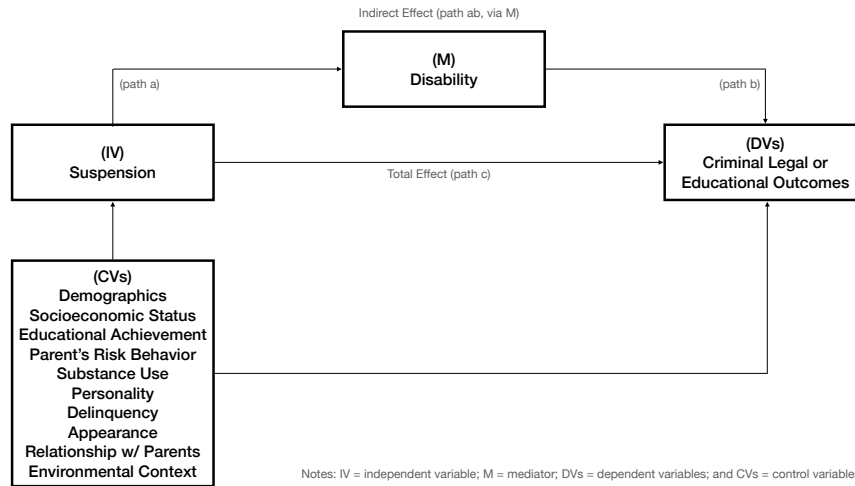 Indirect Effect (path ab, via M)
(M)
Disability
(path a)
(path b)
(IV)
Suspension
Total Effect (path c)
(DVs)
Criminal Legal or
Educational Outcomes
(CVs)
Demographics
Socioeconomic Status
Educational Achievement
Parent's Risk Behavior
Substance Use
Personality
Delinquency
Appearance
Relationship w/ Parents
Environmental Context
Notes: IV = independent variable; M = mediator; DVs = dependent variables; and CVs = control variable